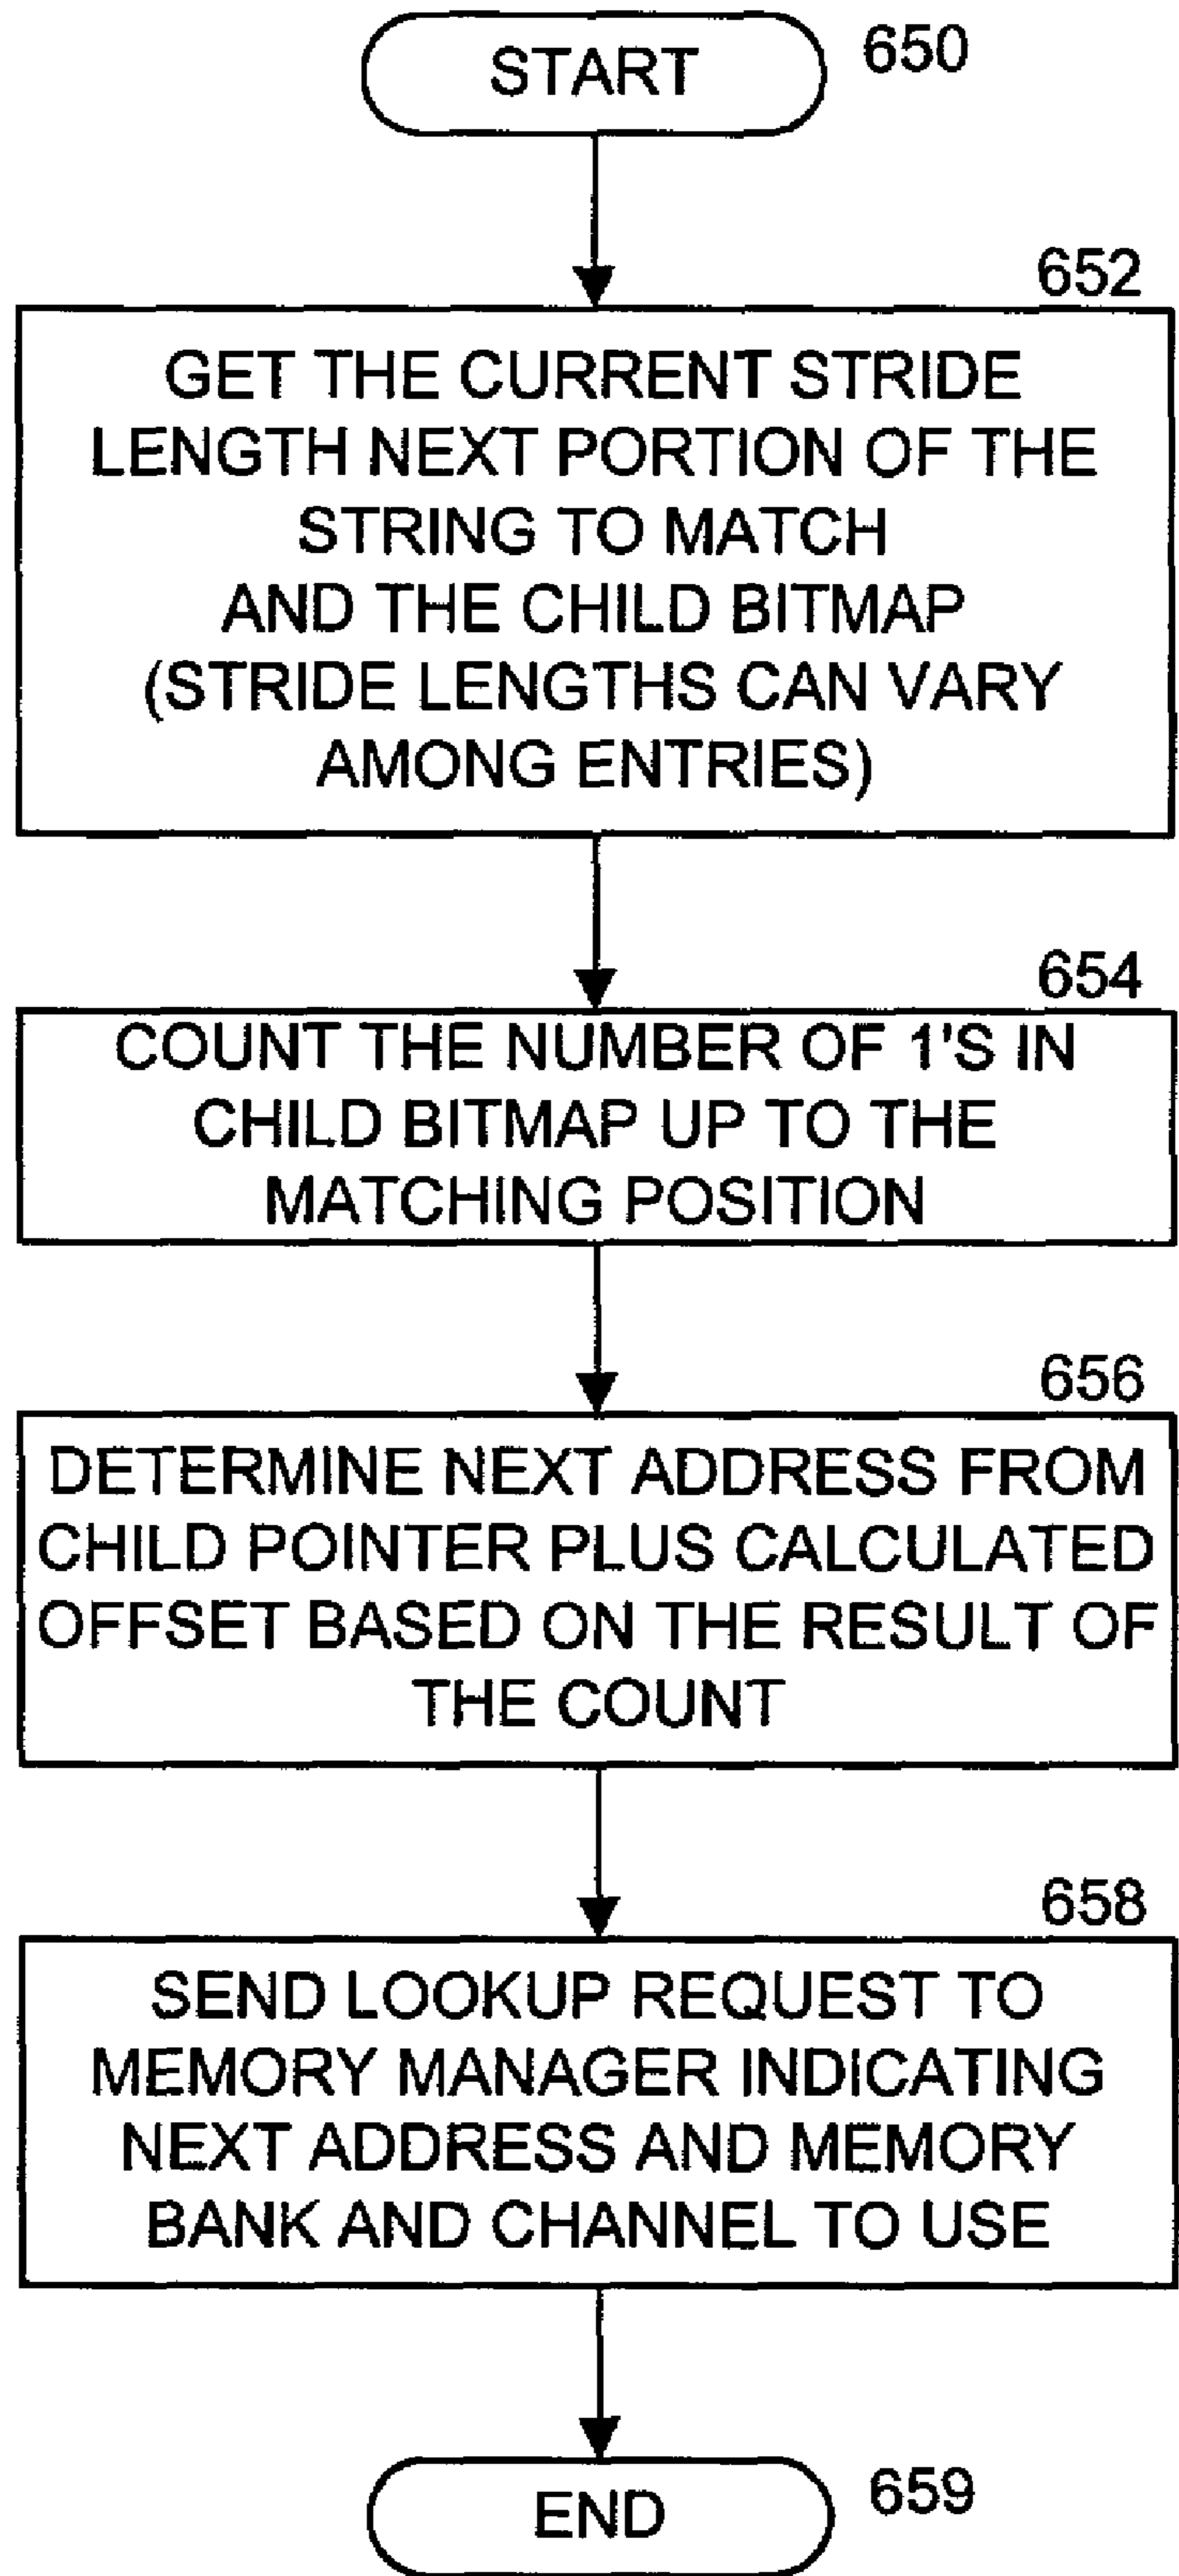 START
650
652
GET THE CURRENT STRIDE
LENGTH NEXT PORTION OF THE
STRING TO MATCH
AND THE CHILD BITMAP
(STRIDE LENGTHS CAN VARY
AMONG ENTRIES)
654
COUNT THE NUMBER OF 1'S IN
CHILD BITMAP UP TO THE
MATCHING POSITION
656
DETERMINE NEXT ADDRESS FROM
CHILD POINTER PLUS CALCULATED
OFFSET BASED ON THE RESULT OF
THE COUNT
658
SEND LOOKUP REQUEST TO
MEMORY MANAGER INDICATING
NEXT ADDRESS AND MEMORY
BANK AND CHANNEL TO USE
END
659